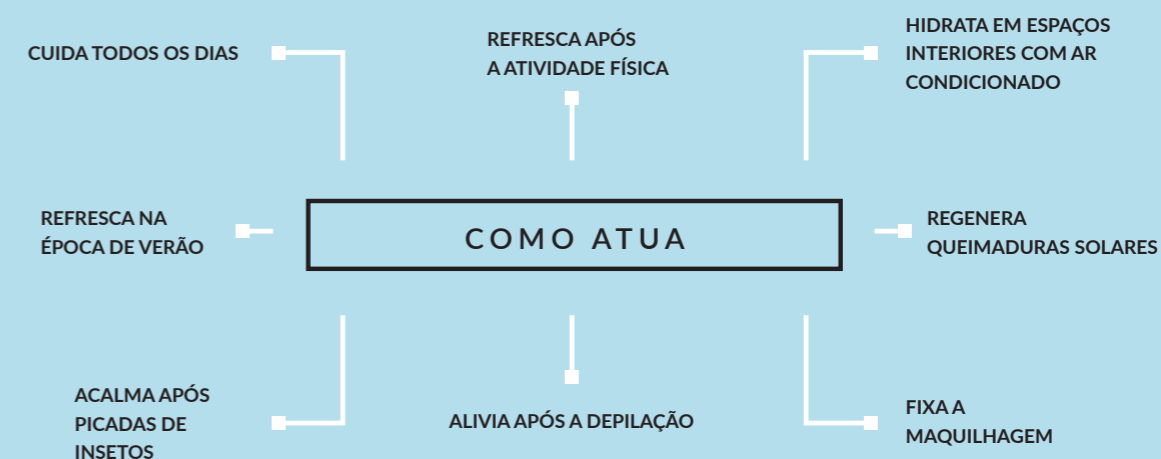 CUIDA TODOS OS DIAS
REFRESCA APÓS
A ATIVIDADE FÍSICA
HIDRATA EM ESPAÇOS
INTERIORES COM AR
CONDICIONADO
REFRESCA NA
ÉPOCA DE VERÃO
COMO ATUA
REGENERA
QUEIMADURAS SOLARES
ACALMA APÓS
PICADAS DE
INSETOS
ALIVIA APÓS A DEPILAÇÃO
FIXA A
MAQUILHAGEM